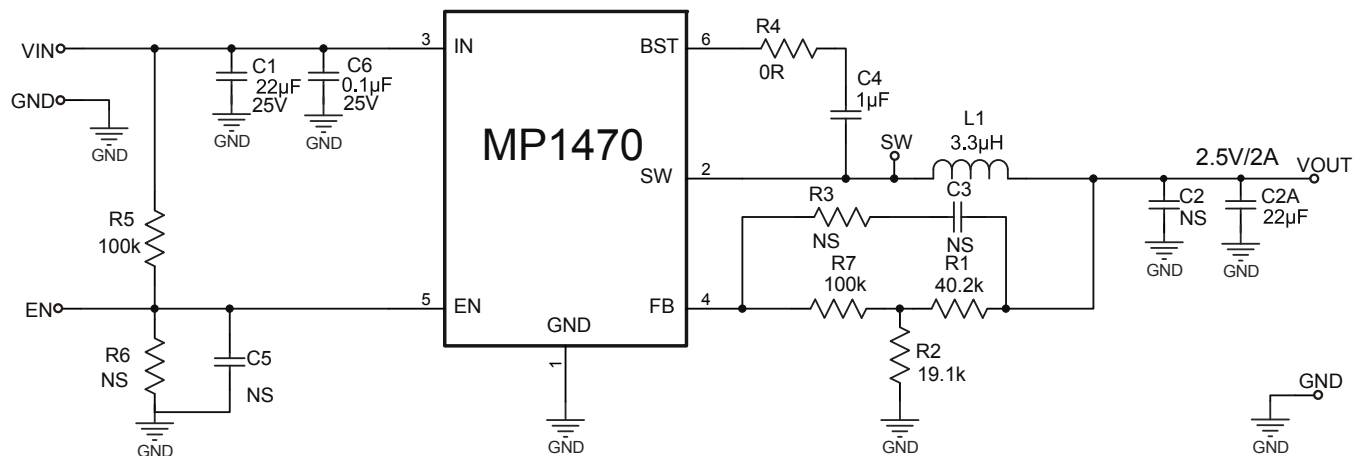 VIN
GND
GND
3
IN
C1
22µF
25V
GND
C6
0.1µF
25V
GND
R5
100k
EN
5
EN
R6
NS
C5
NS
GND
MP1470
GND
1
GND
BST
6
R4
0R
C4
1µF
SW
2
SW
L1
3.3µH
2.5V/2A
VOUT
C2
NS
GND
C2A
22µF
GND
R3
NS
C3
NS
FB
4
R7
100k
R1
40.2k
R2
19.1k
GND
GND
GND